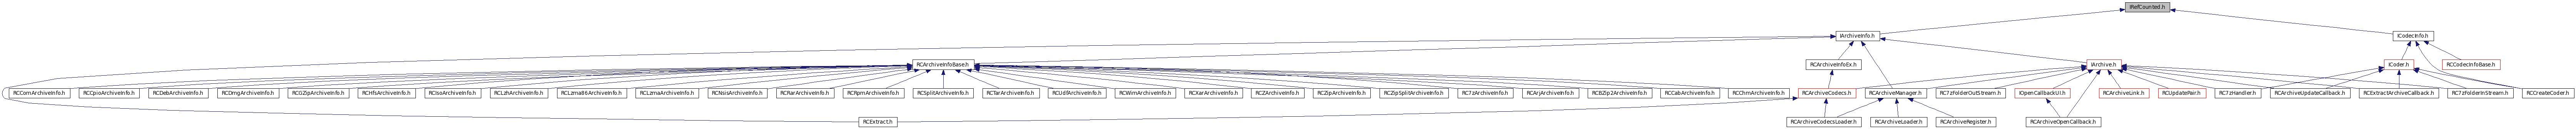 IRefCounted.h
IArchiveInfo.h
ICodecInfo.h
RCArchiveInfoBase.h
RCArchiveInfoEx.h
IArchive.h
ICoder.h
RCCodecInfoBase.h
RCComArchiveInfo.h
RCCpioArchiveInfo.h
RCDebArchiveInfo.h
RCDmgArchiveInfo.h
RCGZipArchiveInfo.h
RCHfsArchiveInfo.h
RCIsoArchiveInfo.h
RCLzhArchiveInfo.h
RCLzma86ArchiveInfo.h
RCLzmaArchiveInfo.h
RCNsisArchiveInfo.h
RCRarArchiveInfo.h
RCRpmArchiveInfo.h
RCSplitArchiveInfo.h
RCTarArchiveInfo.h
RCUdfArchiveInfo.h
RCWimArchiveInfo.h
RCXarArchiveInfo.h
RCZArchiveInfo.h
RCZipArchiveInfo.h
RCZipSplitArchiveInfo.h
RC7zArchiveInfo.h
RCArjArchiveInfo.h
RCBZip2ArchiveInfo.h
RCCabArchiveInfo.h
RCChmArchiveInfo.h
RCArchiveCodecs.h
RCArchiveManager.h
RC7zFolderOutStream.h
IOpenCallbackUI.h
RCArchiveLink.h
RCUpdatePair.h
RC7zHandler.h
RCArchiveUpdateCallback.h
RCExtractArchiveCallback.h
RC7zFolderInStream.h
RCCreateCoder.h
RCExtract.h
RCArchiveCodecsLoader.h
RCArchiveLoader.h
RCArchiveRegister.h
RCArchiveOpenCallback.h